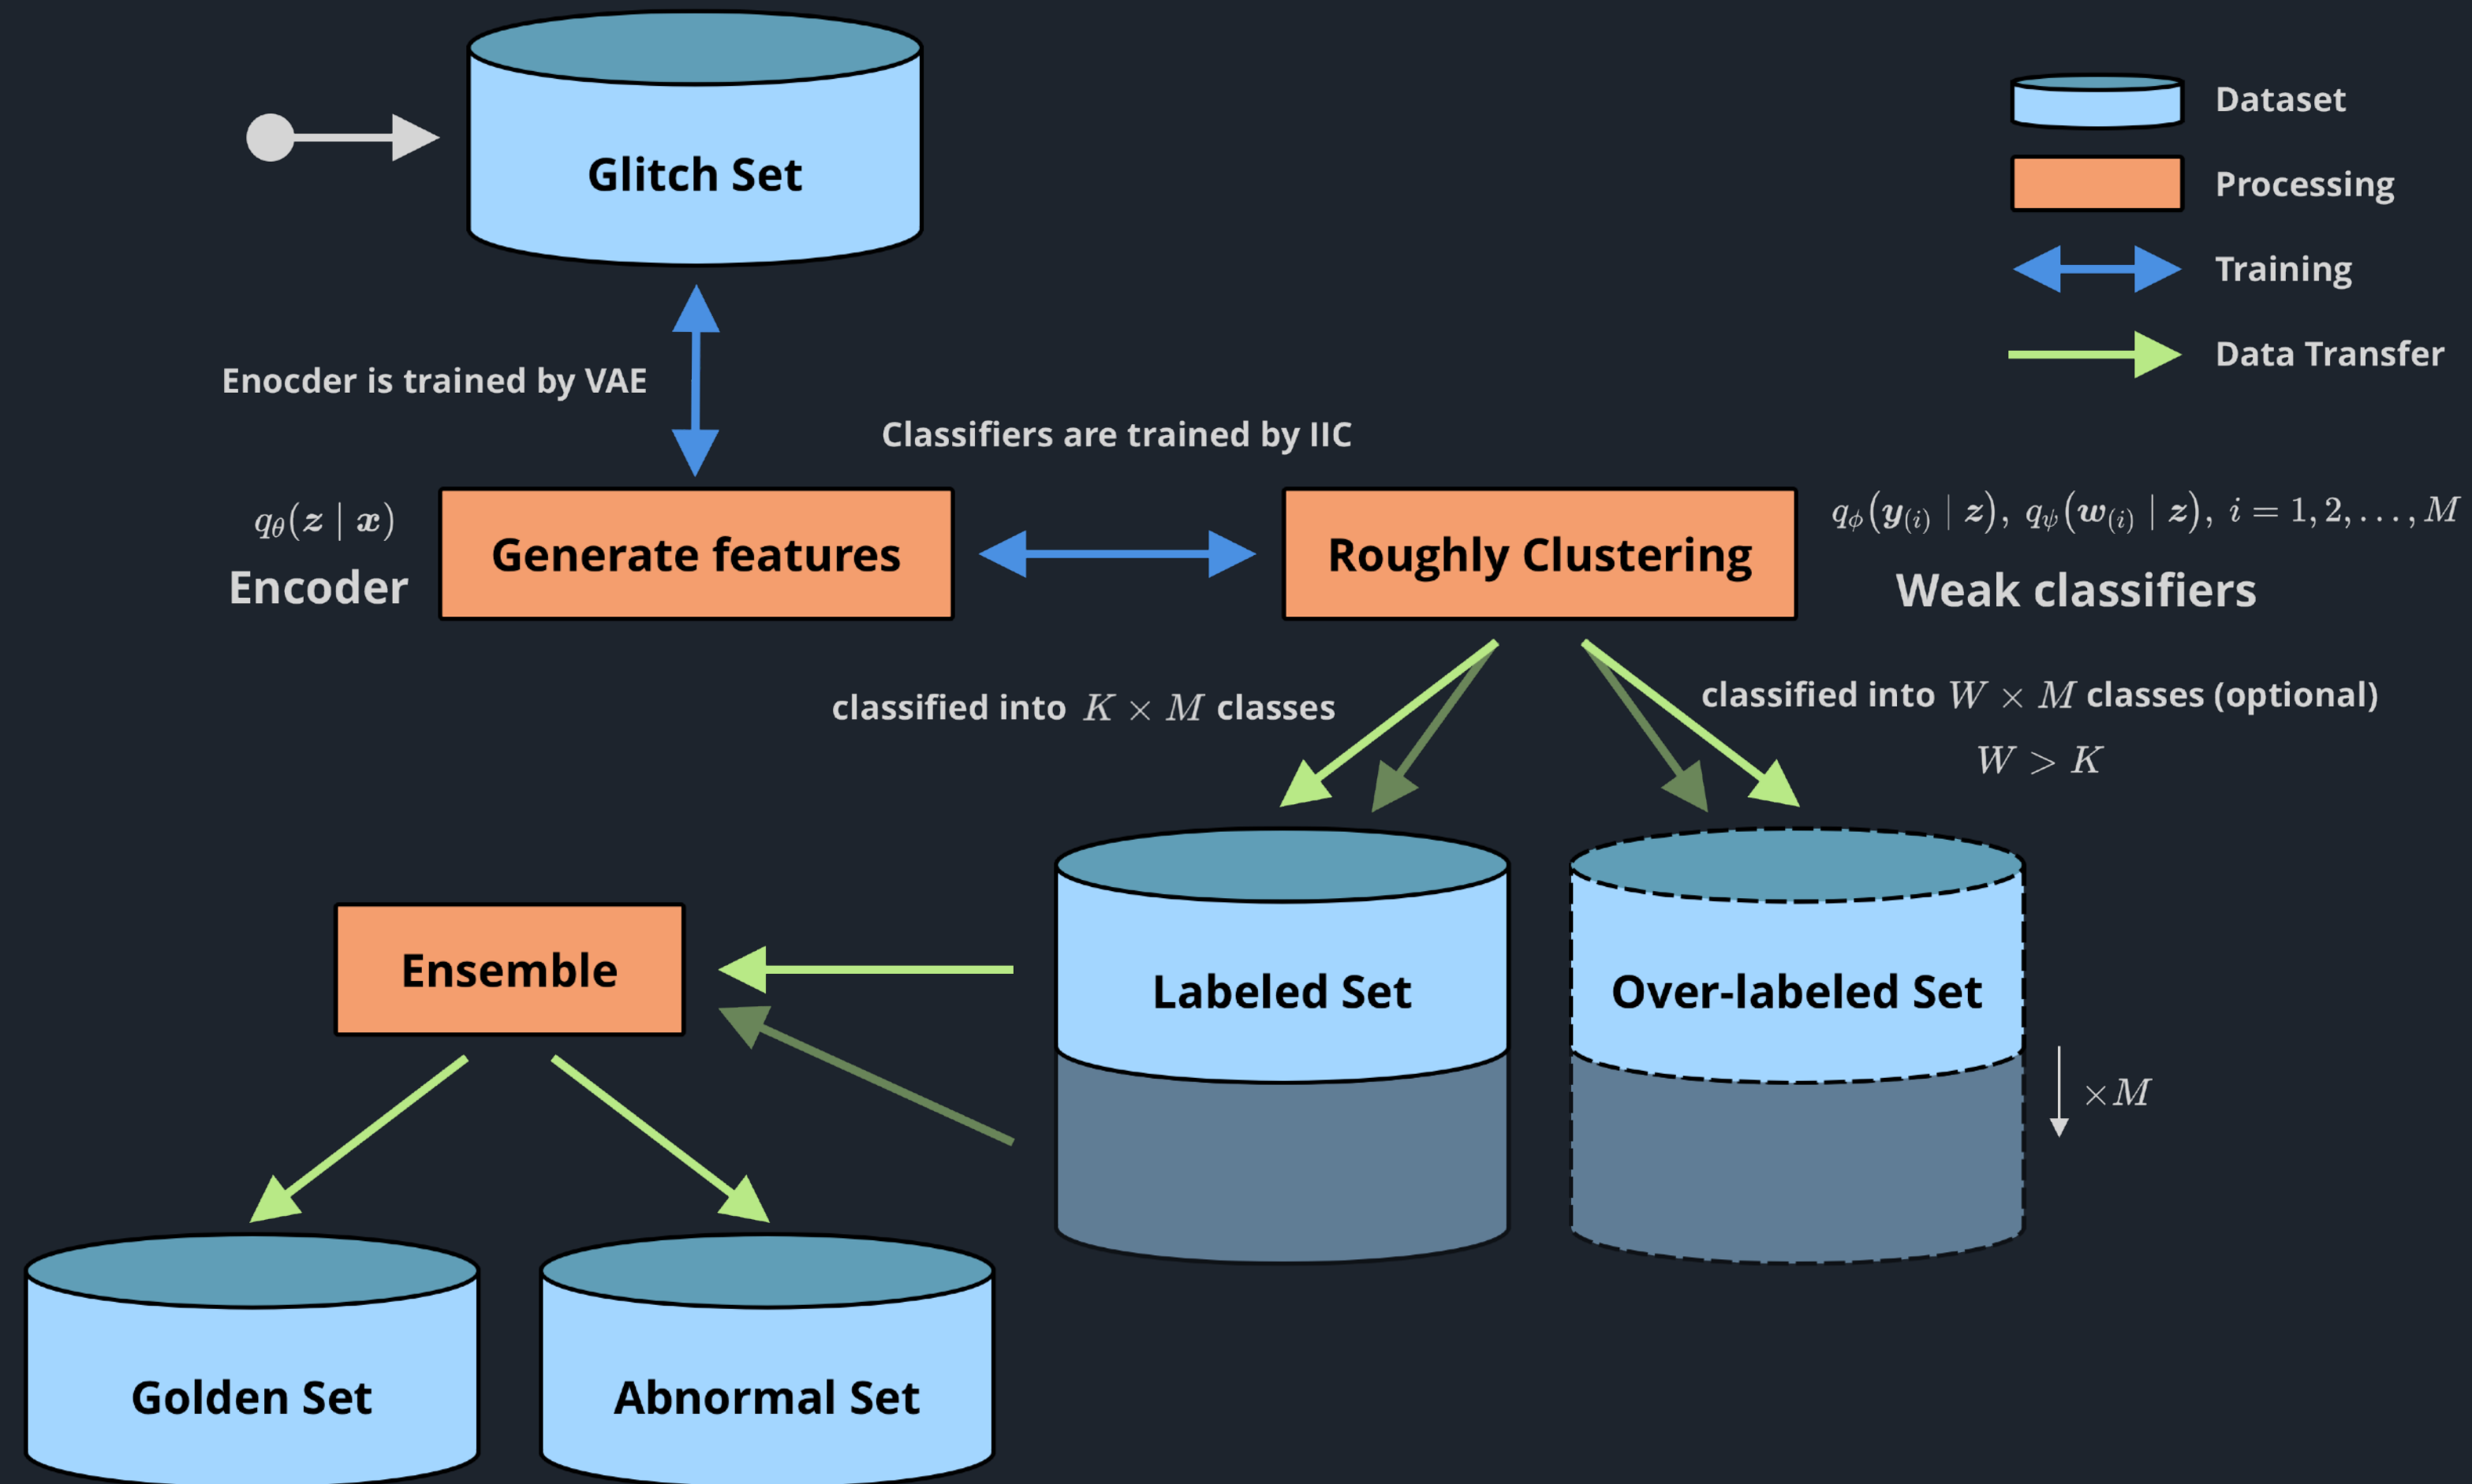 Glitch Set
Dataset
Processing
Training
Data Transfer
Enocder is trained by VAE
Classifiers are trained by IIC
qθ(z | x)
Encoder
Generate features
Roughly Clustering
qϕ(y(i) | z), qψ(w(i) | z), i = 1, 2, . . . , M
Weak classifiers
classified into K × M classes
classified into W × M classes (optional)
W > K
Ensemble
Labeled Set
Over-labeled Set
×M
Golden Set
Abnormal Set